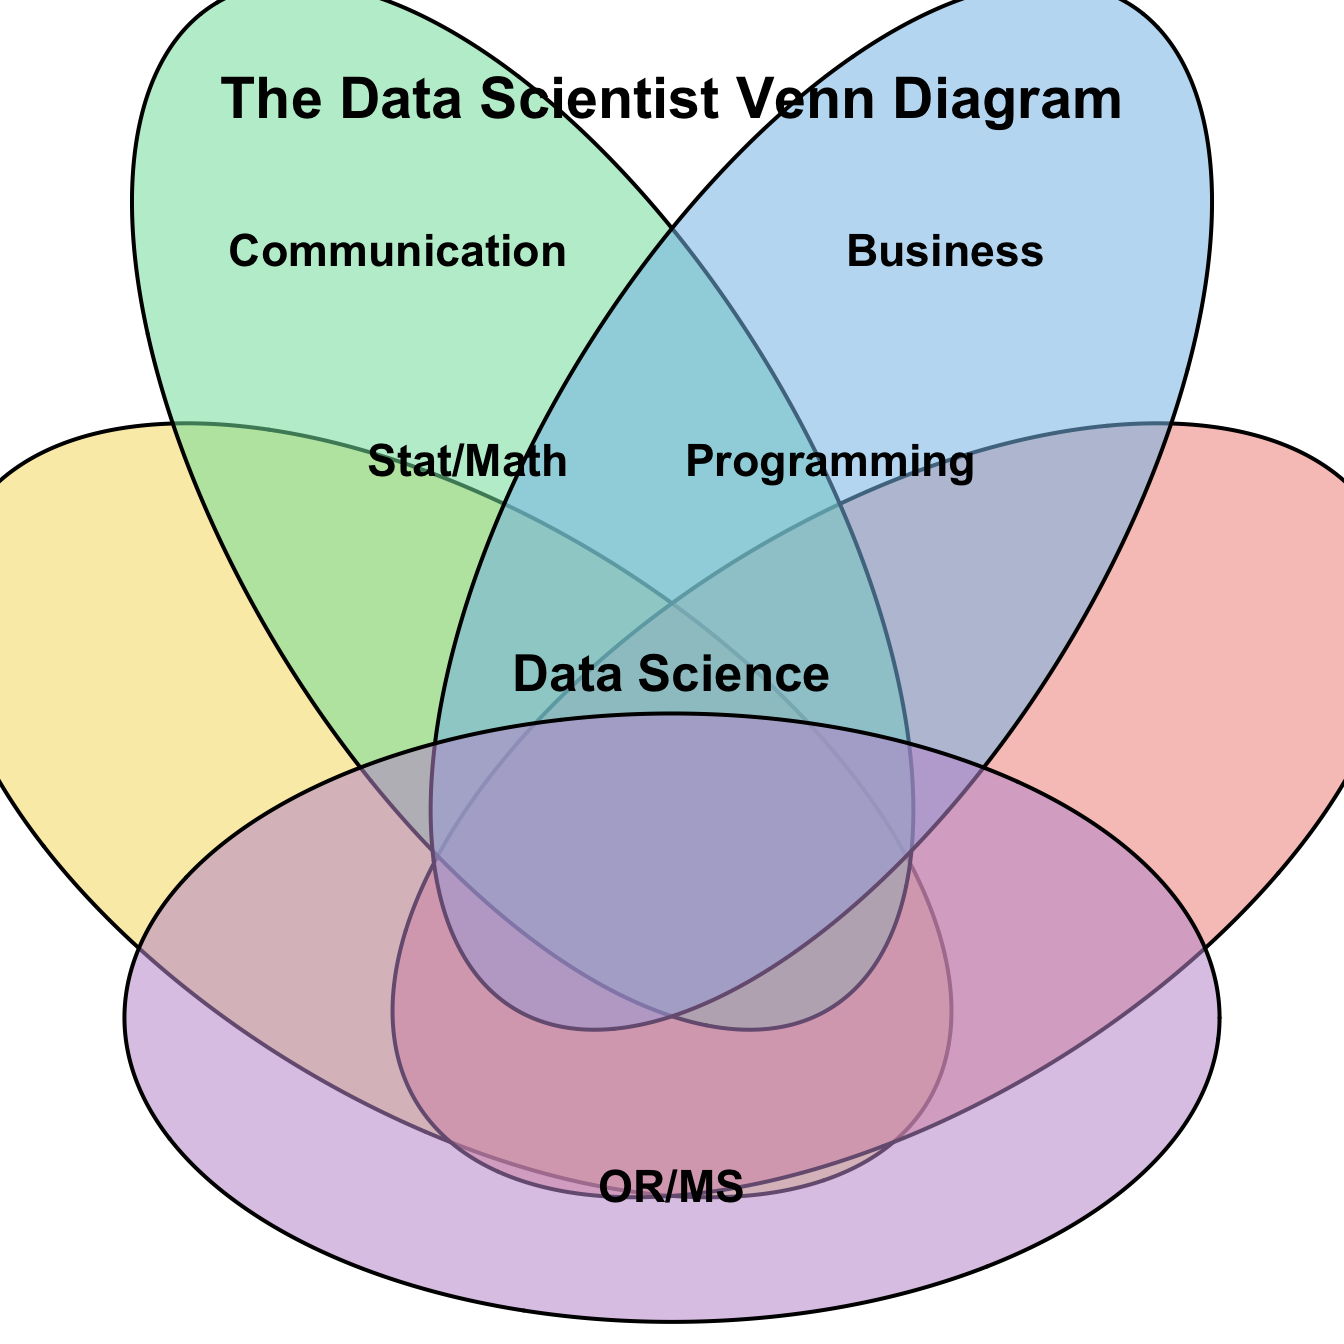 The Data Scientist Venn Diagram
Communication
Business
Stat/Math
Programming
Data Science
OR/MS